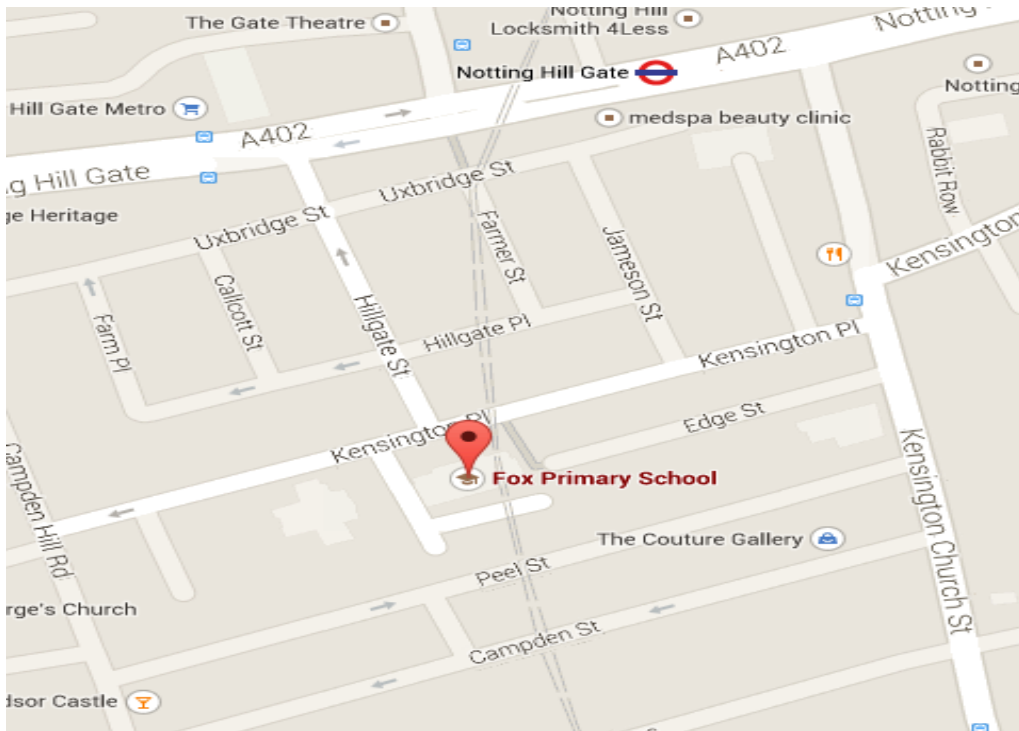 The Gate Theatre
Notting Hill
Locksmith 4Less
Notting
A402
Notting Hill Gate
Notting
Hill Gate Metro
medspa beauty clinic
A402
Rabbit Row
ng Hill Gate
Uxbridge St
ge Heritage
Uxbridge St
Farmer St
Kensington
Jameson St
Callcott St
Hillgate St
Farm Pl
Hillgate Pl
Kensington Pl
Edge St
Kensington Pl
Fox Primary School
Campden Hill Rd
Kensington Church St
The Couture Gallery
Peel St
rge's Church
Campden St
dsor Castle